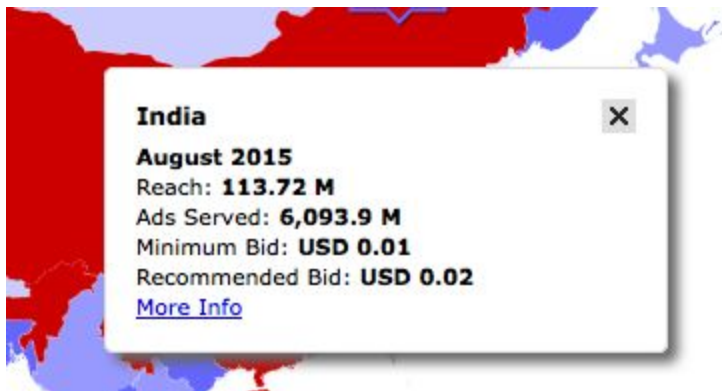 India
August 2015
Reach: 113.72 M
Ads Served: 6,093.9 M
Minimum Bid: USD 0.01
Recommended Bid: USD 0.02
More Info